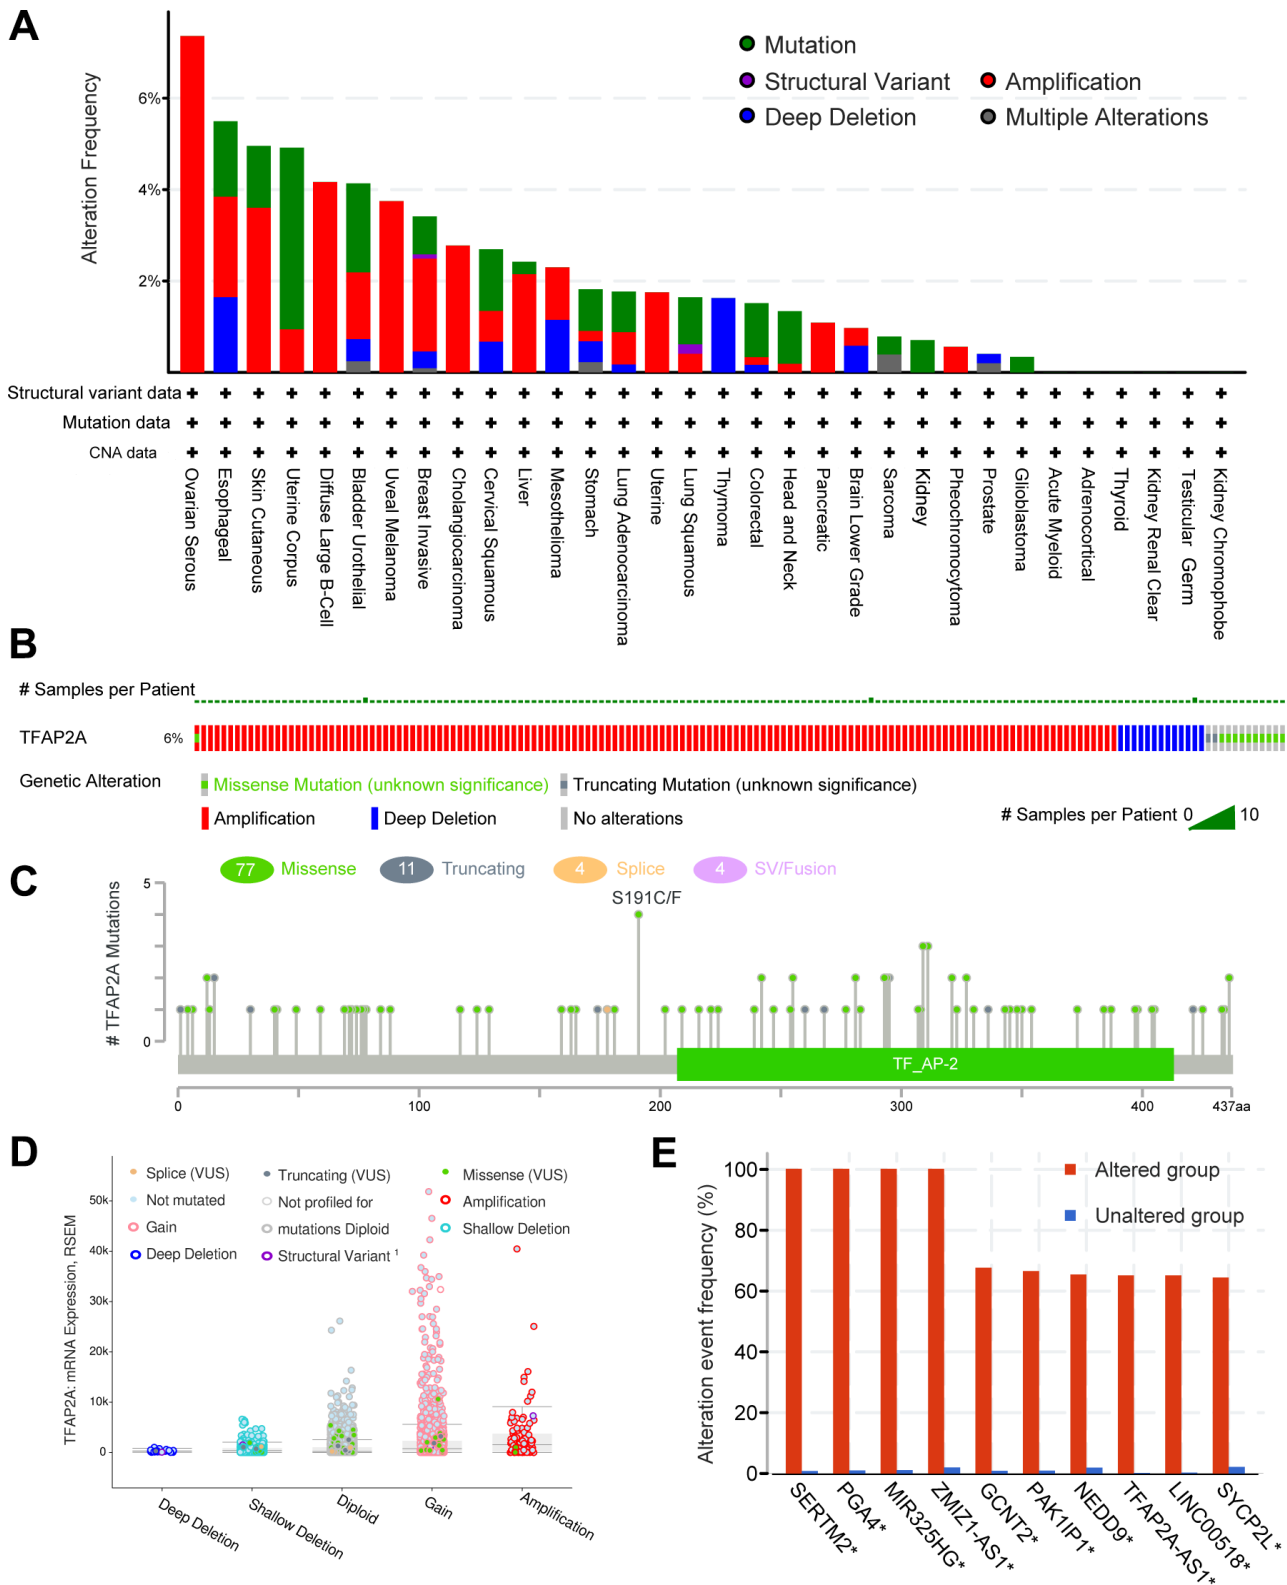 A
Alteration Frequency
6%
4%
2%
Mutation
Structural Variant
Amplification
Deep Deletion
Multiple Alterations
Structural variant data
Mutation data
CNA data
Ovarian Serous
Esophageal
Skin Cutaneous
Uterine Corpus
Diffuse Large B-Cell
Bladder Urothelial
Uveal Melanoma
Breast Invasive
Cholangiocarcinoma
Cervical Squamous
Liver
Mesothelioma
Stomach
Lung Adenocarcinoma
Uterine
Lung Squamous
Thymoma
Colorectal
Head and Neck
Pancreatic
Brain Lower Grade
Sarcoma
Kidney
Pheochromocytoma
Prostate
Glioblastoma
Acute Myeloid
Adrenocortical
Thyroid
Kidney Renal Clear
Testicular Germ
Kidney Chromophobe
B
# Samples per Patient
TFAP2A 6%
Genetic Alteration
Missense Mutation (unknown significance)
Truncating Mutation (unknown significance)
Amplification
Deep Deletion
No alterations
# Samples per Patient 0 10
C
77 Missense
11 Truncating
4 Splice
4 SV/Fusion
# TFAP2A Mutations
5
0
S191C/F
TF_AP-2
0 100 200 300 400 437aa
D
TFAP2A: mRNA Expression, RSEM
50k
40k
30k
20k
10k
0
Splice (VUS)
Truncating (VUS)
Missense (VUS)
Not mutated
Not profiled for
Amplification
Gain
mutations Diploid
Shallow Deletion
Deep Deletion
Structural Variant 1
Deep Deletion
Shallow Deletion
Diploid
Gain
Amplification
E
Alteration event frequency (%)
100
80
60
40
20
0
Altered group
Unaltered group
SERTM2*
PGA4*
MIR325HG*
ZMIZ1-AS1*
GCNT2*
PAK1IP1*
NEDD9*
TFAP2A-AS1*
LINC00518*
SYCP2L*